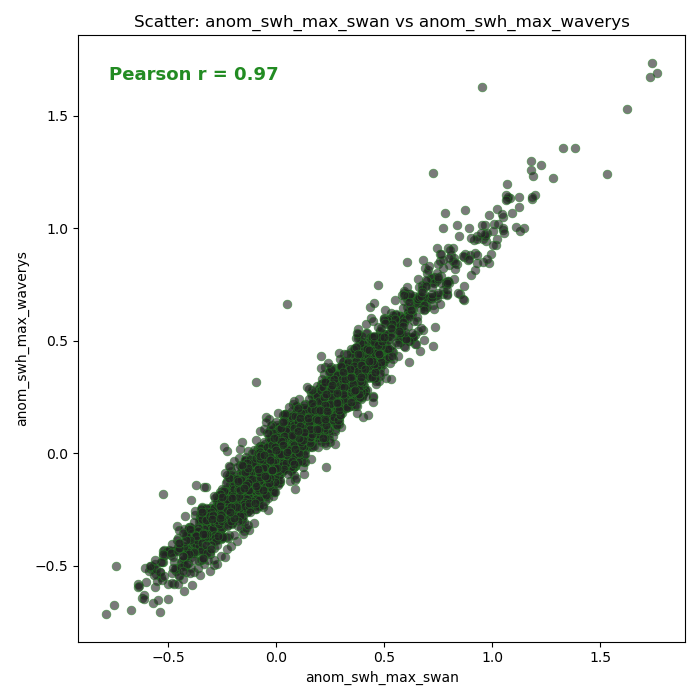 Scatter: anom_swh_max_swan vs anom_swh_max_waverys
Pearson r = 0.97
1.5
1.0
0.5
0.0
−0.5
anom_swh_max_waverys
−0.5
0.0
0.5
1.0
1.5
anom_swh_max_swan